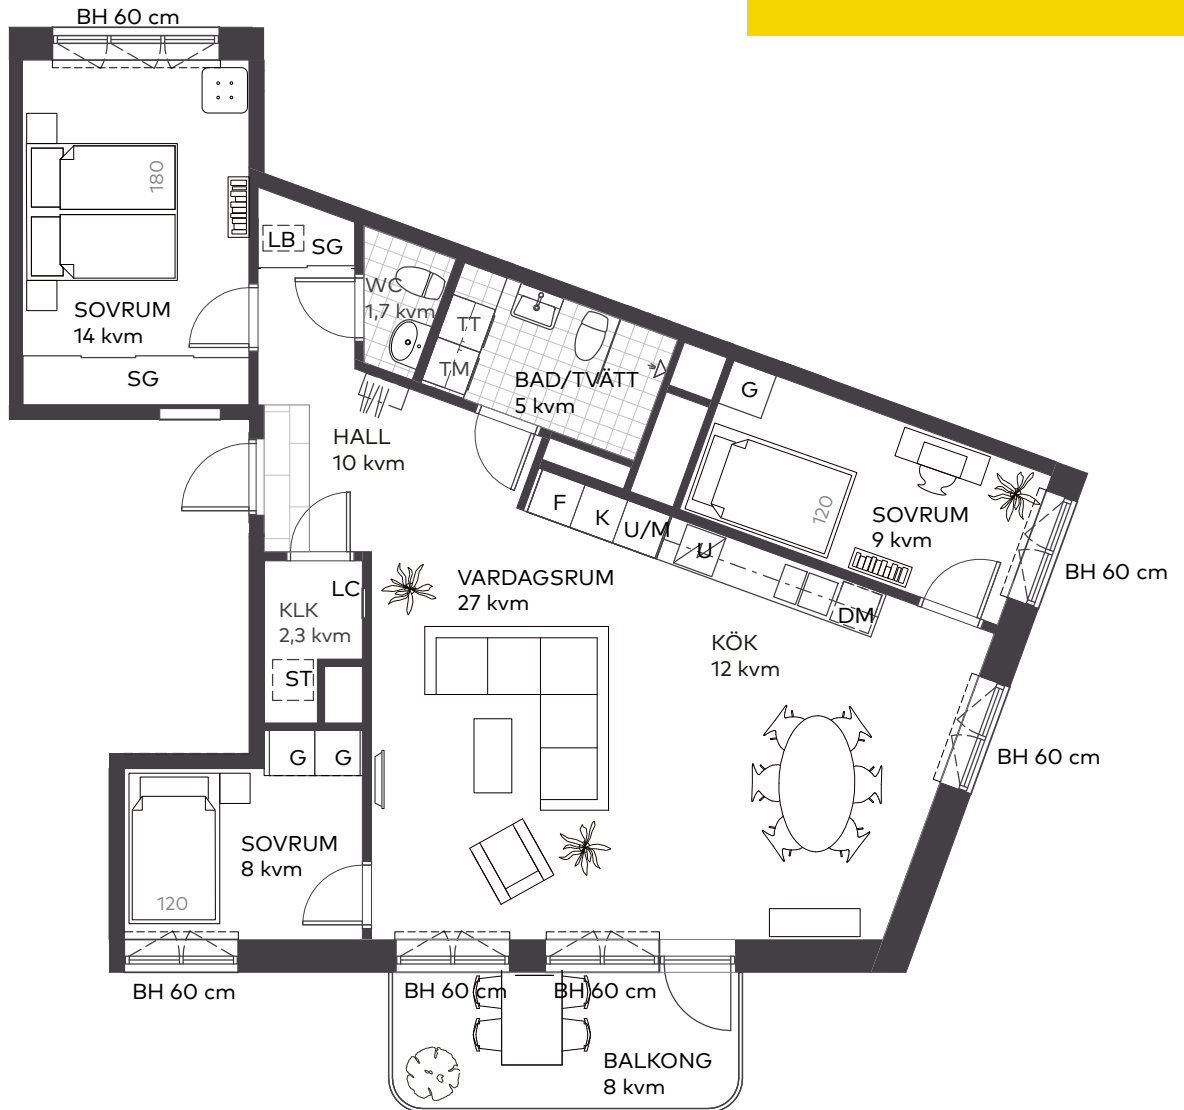 BH 60 cm
180
LB
SG
SOVRUM
14 kvm
SG
WC
1,7 kvm
TT
TM
BAD/TVÄTT
5 kvm
G
HALL
10 kvm
F
K
U/M
U
DM
120
SOVRUM
9 kvm
BH 60 cm
LC
KLK
2,3 kvm
ST
VARDAGSRUM
27 kvm
KÖK
12 kvm
BH 60 cm
G
G
SOVRUM
8 kvm
120
BH 60 cm
BH 60 cm
BH 60 cm
BALKONG
8 kvm